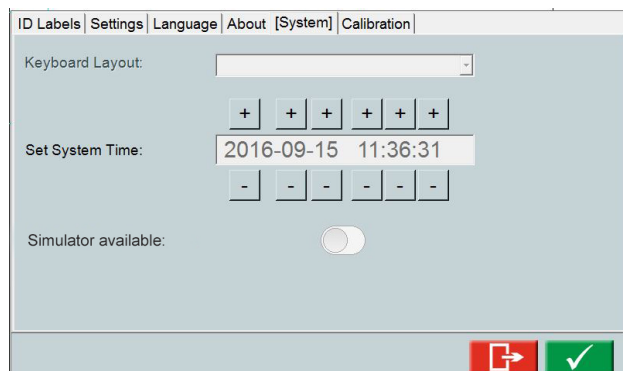 ID Labels Settings Language About [System] Calibration
Keyboard Layout:
+ + + + + +
Set System Time: 2016-09-15 11:36:31
- - - - - -
Simulator available: